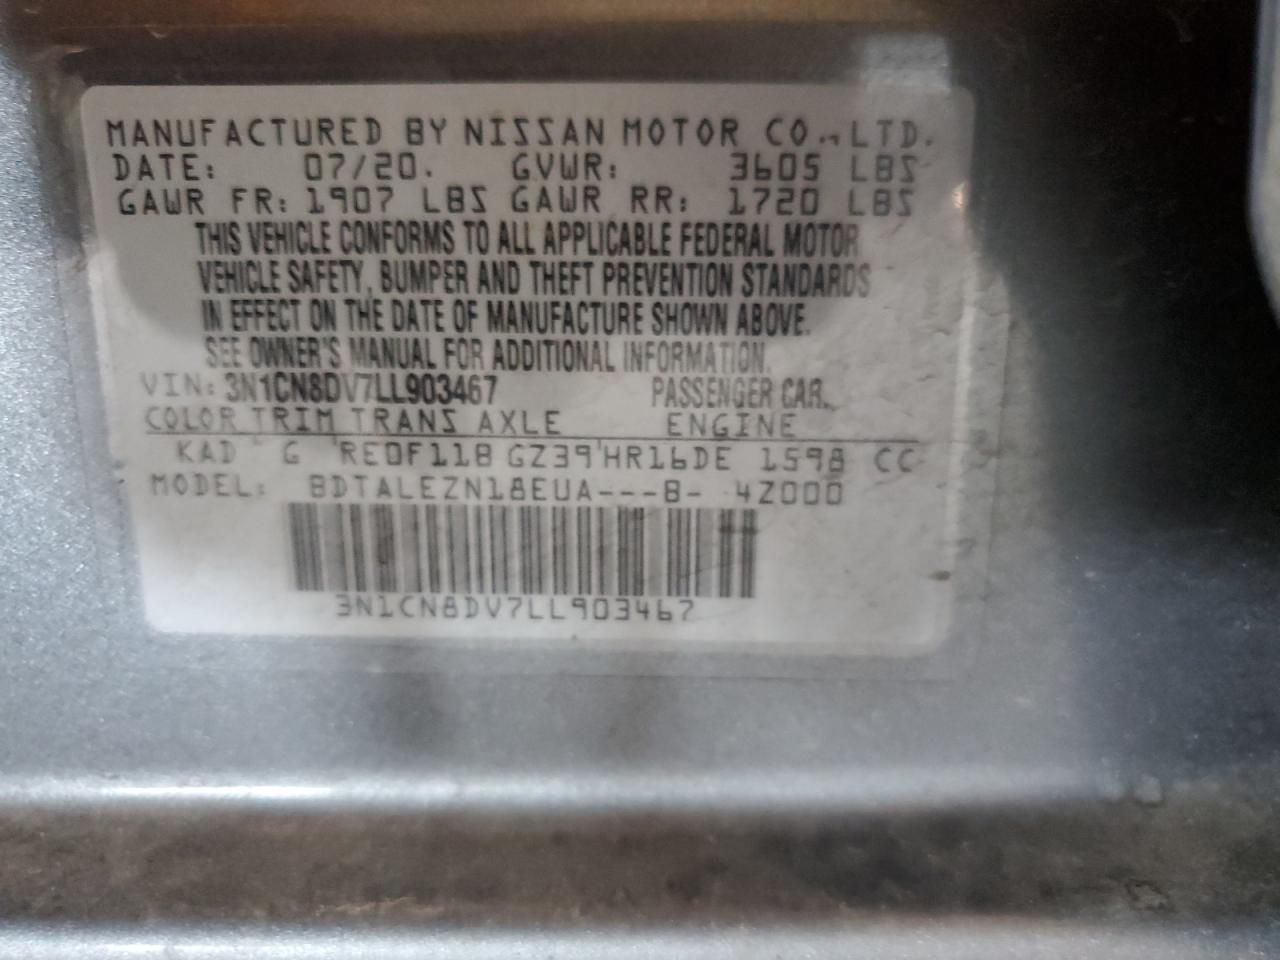 MANUFACTURED BY NISSAN MOTOR CO., LTD.
DATE: 07/20. GVWR: 3605 LBS
GAWR FR: 1907 LBS GAWR RR: 1720 LBS
THIS VEHICLE CONFORMS TO ALL APPLICABLE FEDERAL MOTOR
VEHICLE SAFETY, BUMPER AND THEFT PREVENTION STANDARDS
IN EFFECT ON THE DATE OF MANUFACTURE SHOWN ABOVE.
SEE OWNER'S MANUAL FOR ADDITIONAL INFORMATION.
VIN: 3N1CN8DV7LL903467 PASSENGER CAR.
COLOR TRIM TRANS AXLE ENGINE
KAD G RE0F11B GZ39 HR16DE 1598 CC
MODEL: BDTALEZN18EUA---B- 4Z000
3N1CN8DV7LL903467